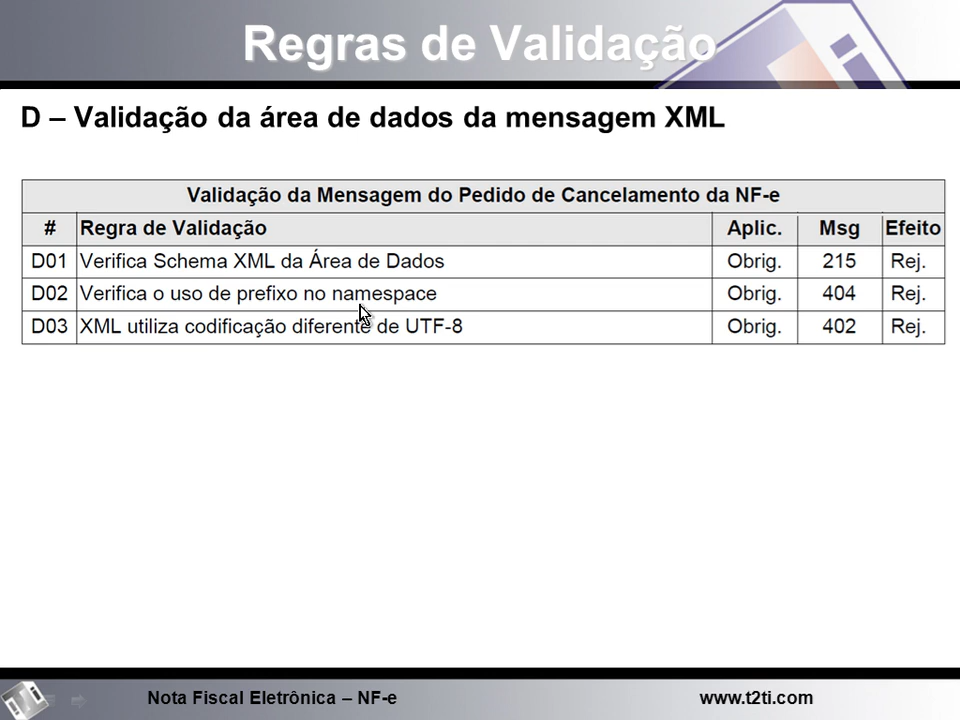 Regras de Validação
D – Validação da área de dados da mensagem XML
Validação da Mensagem do Pedido de Cancelamento da NF-e
# Regra de Validação Aplic. Msg Efeito
D01 Verifica Schema XML da Área de Dados Obrig. 215 Rej.
D02 Verifica o uso de prefixo no namespace Obrig. 404 Rej.
D03 XML utiliza codificação diferente de UTF-8 Obrig. 402 Rej.
Nota Fiscal Eletrônica – NF-e www.t2ti.com